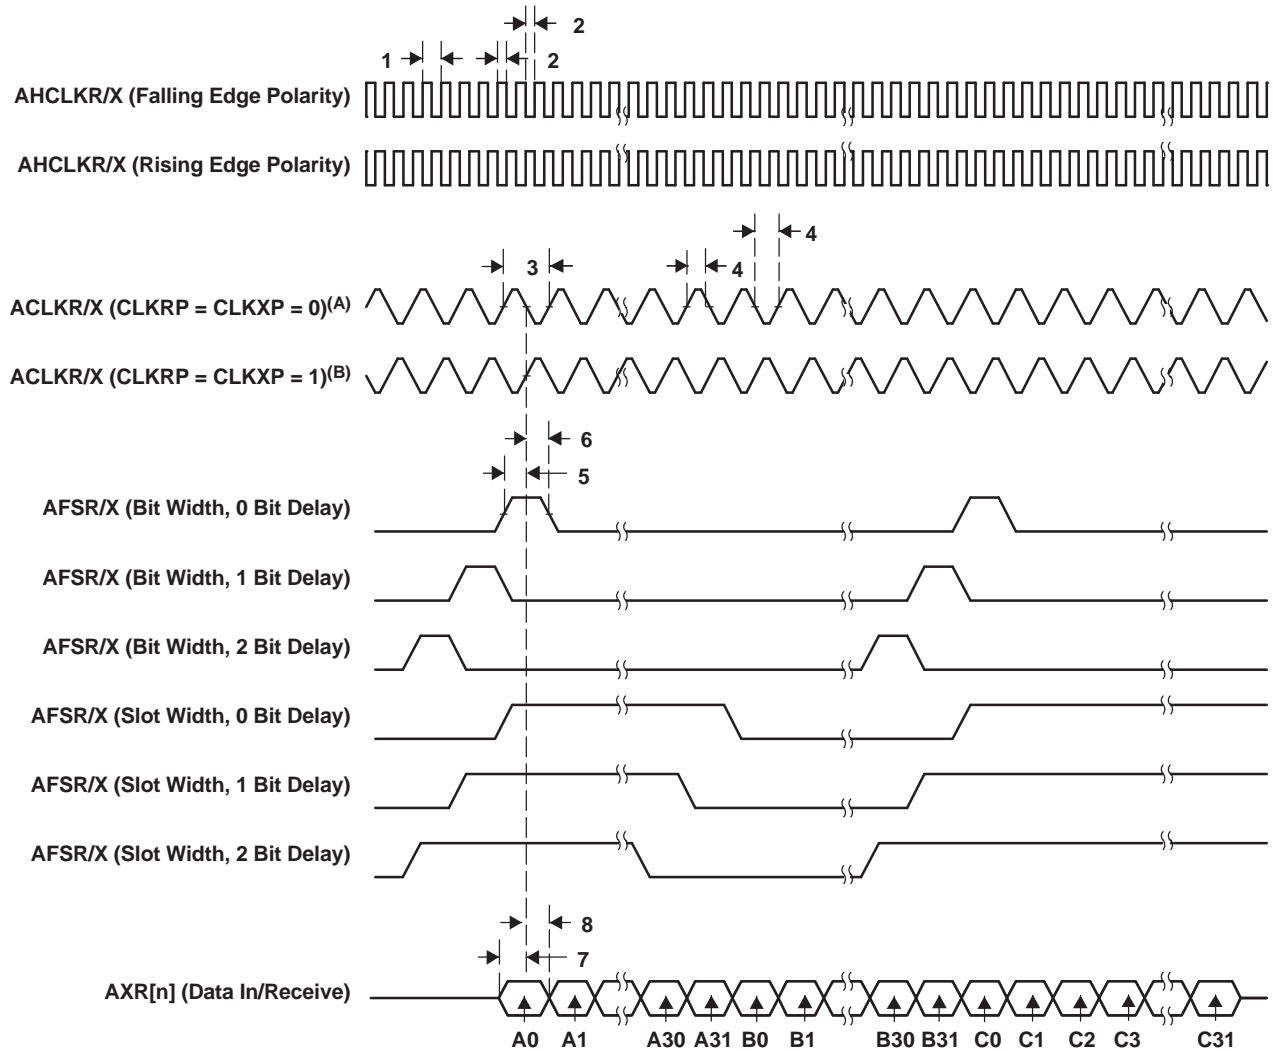 2
1 2
AHCLKR/X (Falling Edge Polarity)
AHCLKR/X (Rising Edge Polarity)
4
3 4
ACLKR/X (CLKRP = CLKXP = 0)(A)
ACLKR/X (CLKRP = CLKXP = 1)(B)
6
5
AFSR/X (Bit Width, 0 Bit Delay)
AFSR/X (Bit Width, 1 Bit Delay)
AFSR/X (Bit Width, 2 Bit Delay)
AFSR/X (Slot Width, 0 Bit Delay)
AFSR/X (Slot Width, 1 Bit Delay)
AFSR/X (Slot Width, 2 Bit Delay)
8
7
AXR[n] (Data In/Receive)
A0 A1 A30 A31 B0 B1 B30 B31 C0 C1 C2 C3 C31